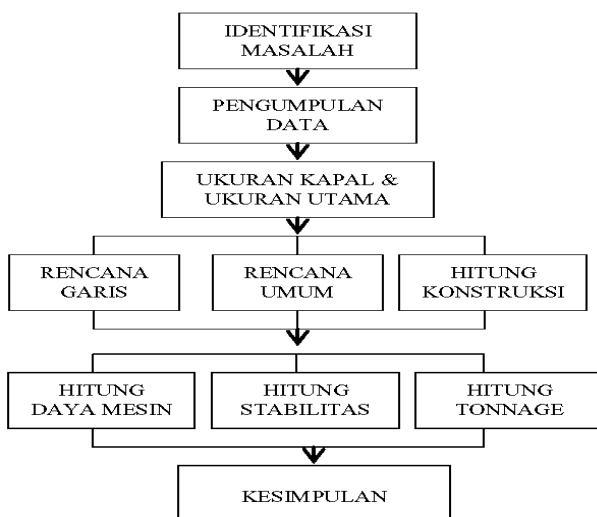 IDENTIFIKASI
MASALAH
PENGUMPULAN
DATA
UKURAN KAPAL &
UKURAN UTAMA
RENCANA
GARIS
RENCANA
UMUM
HITUNG
KONSTRUKSI
HITUNG
DAYA MESIN
HITUNG
STABILITAS
HITUNG
TONNAGE
KESIMPULAN